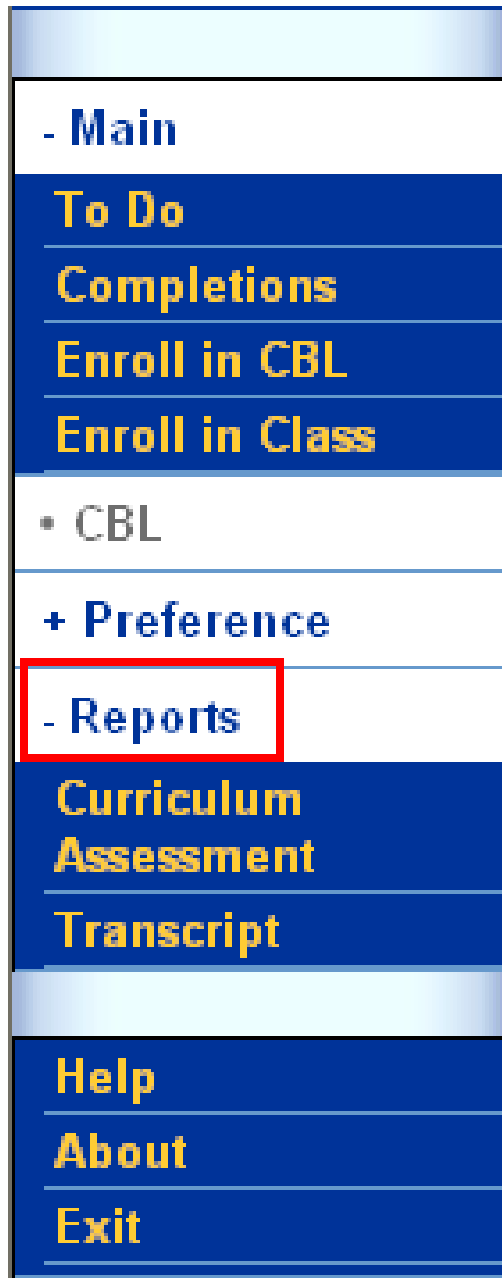 - Main
To Do
Completions
Enroll in CBL
Enroll in Class
• CBL
+ Preference
- Reports
Curriculum
Assessment
Transcript
Help
About
Exit